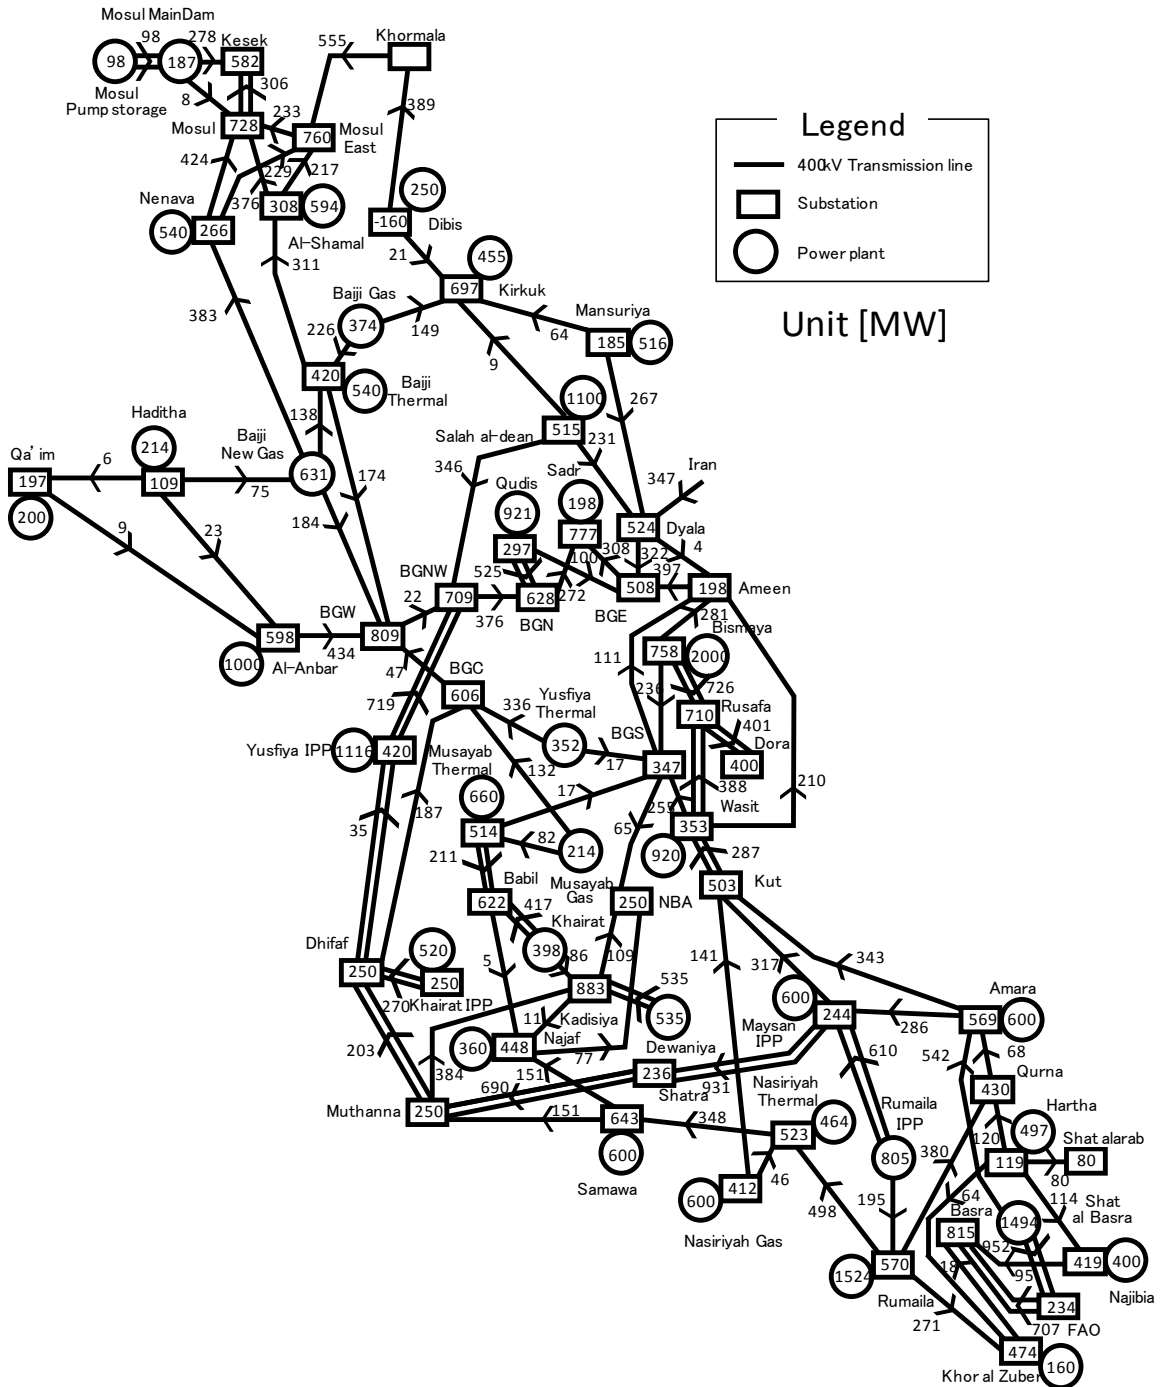 Mosul MainDam
98
278
Kesek
555
Khormala
98
187
582
Mosul
Pump storage
306
8
233
389
Mosul
728
760
Mosul
East
Legend
400kV Transmission line
Substation
Power plant
Unit [MW]
424
229
217
376
Nenava
540
266
308
594
Al-Shamal
250
-160
Dibis
311
21
455
697
Kirkuk
383
Baiji Gas
374
149
226
64
Mansuriya
185
516
9
420
540
Baiji
Thermal
1100
267
138
Haditha
214
Baiji
New Gas
Salah al-dean
515
231
Qa' im
6
197
200
109
75
631
174
346
Sadr
198
347
Iran
Qudis
921
777
524
Dyala
9
23
184
297
100
308
322
4
397
BGNW
525
709
376
628
BGN
272
508
BGE
198
Ameen
22
BGW
598
434
809
1000
Al-Anbar
47
BGC
606
281
Bismaya
758
2000
111
236
726
719
336
Yusfiya
Thermal
710
Rusafa
401
Dora
400
BGS
Yusfiya IPP
1116
420
Musayab
Thermal
352
17
347
132
388
210
660
17
255
Wasit
35
187
514
82
65
353
214
920
287
211
Musayab
Gas
Babil
622
417
250
NBA
503
Kut
Khairat
Dhifaf
520
398
86
109
141
317
343
250
250
5
883
535
270
Khairat IPP
Kadisiya
535
Dewaniya
600
Maysan
IPP
244
Amara
569
600
286
11
203
384
360
448
Najaf
77
542
68
610
236
Shatra
931
690
151
Muthanna
250
151
643
600
Samawa
348
Nasiriyah
Thermal
464
523
Rumaila
IPP
430
Qurna
Hartha
497
Shat alarab
805
380
120
119
80
80
46
412
600
Nasiriyah Gas
498
195
64
114
Shat
al Basra
Basra
815
1494
952
18
95
419
400
Najibia
1524
570
Rumaila
234
271
707
FAO
474
Khor al Zuber
160